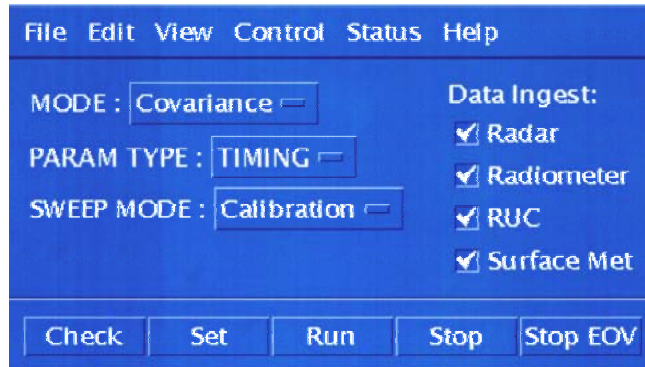 File Edit View Control Status Help
MODE : Covariance
PARAM TYPE : TIMING
SWEEP MODE : Calibration
Data Ingest:
Radar
Radiometer
RUC
Surface Met
Check Set Run Stop Stop EOV